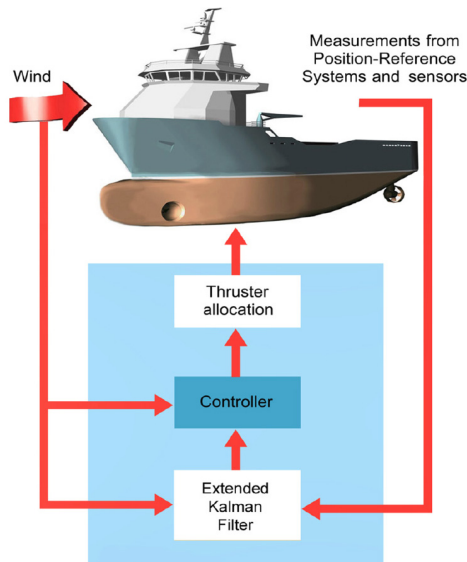 Wind
Measurements from
Position-Reference
Systems and sensors
Thruster
allocation
Controller
Extended
Kalman
Filter